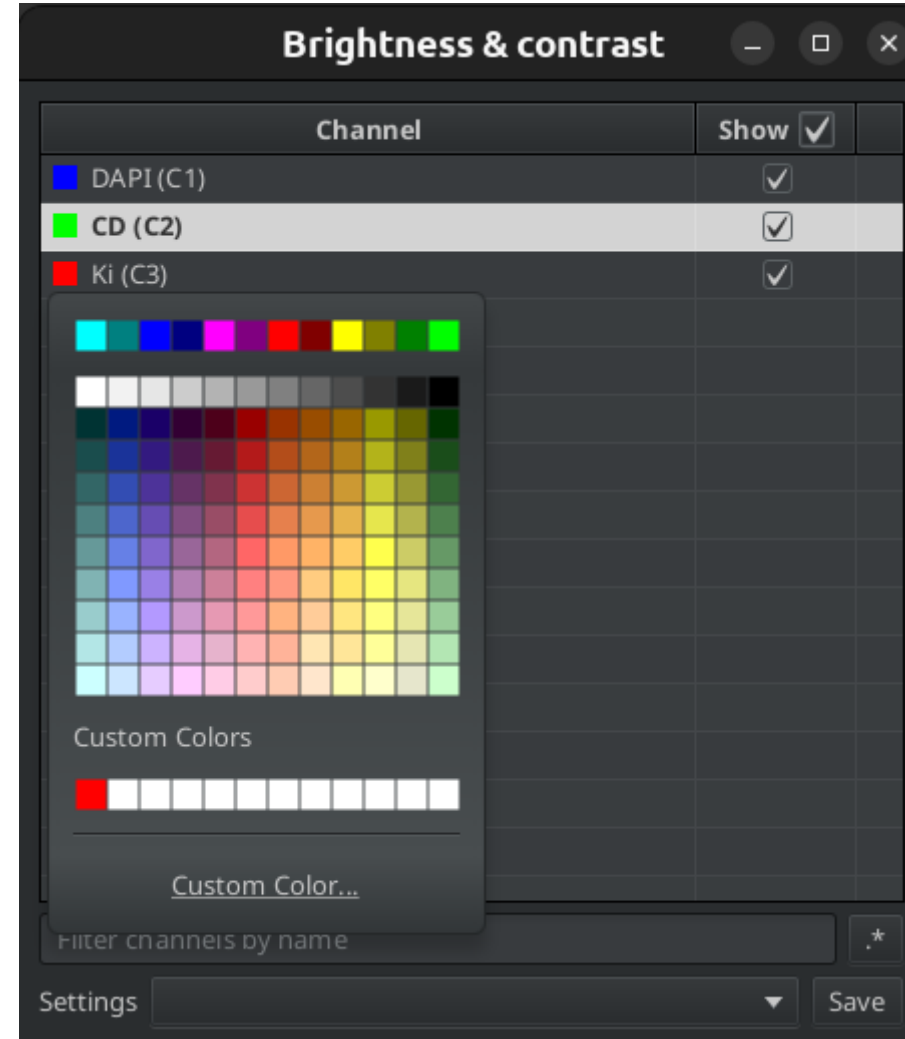 Brightness & contrast
Channel Show
DAPI (C1)
CD (C2)
Ki (C3)
Custom Colors
Custom Color...
Filter channels by name .*
Settings Save